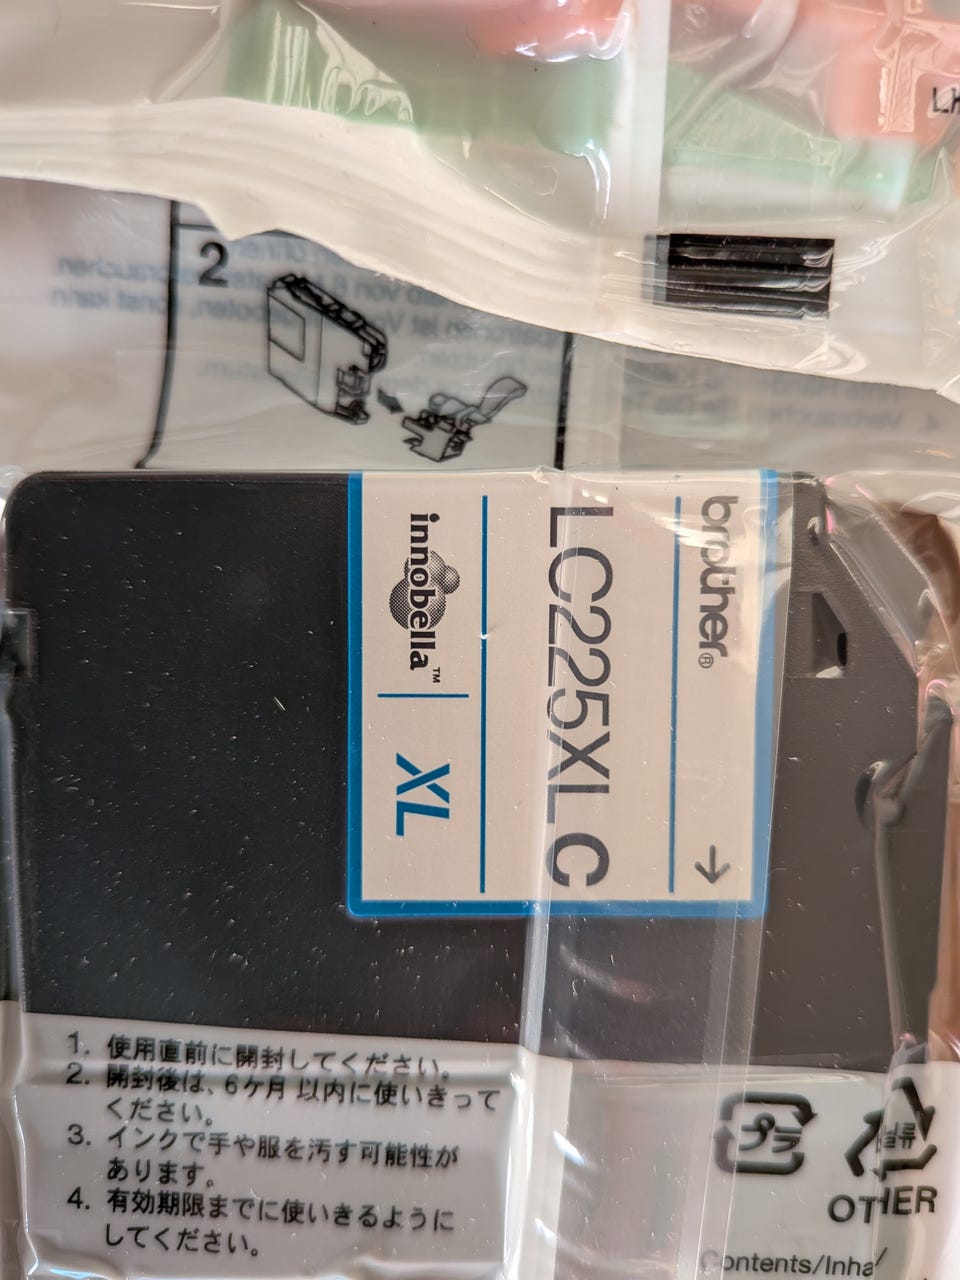 LH
2
brother®
LC225XL C
innobella™ XL
1. 使用直前に開封してください。
2. 開封後は、6ケ月 以内に使いきって
ください。
3. インクで手や服を汚す可能性が
あります。
4. 有効期限までに使いきるように
してください。
プラ
OTHER
Contents/Inha